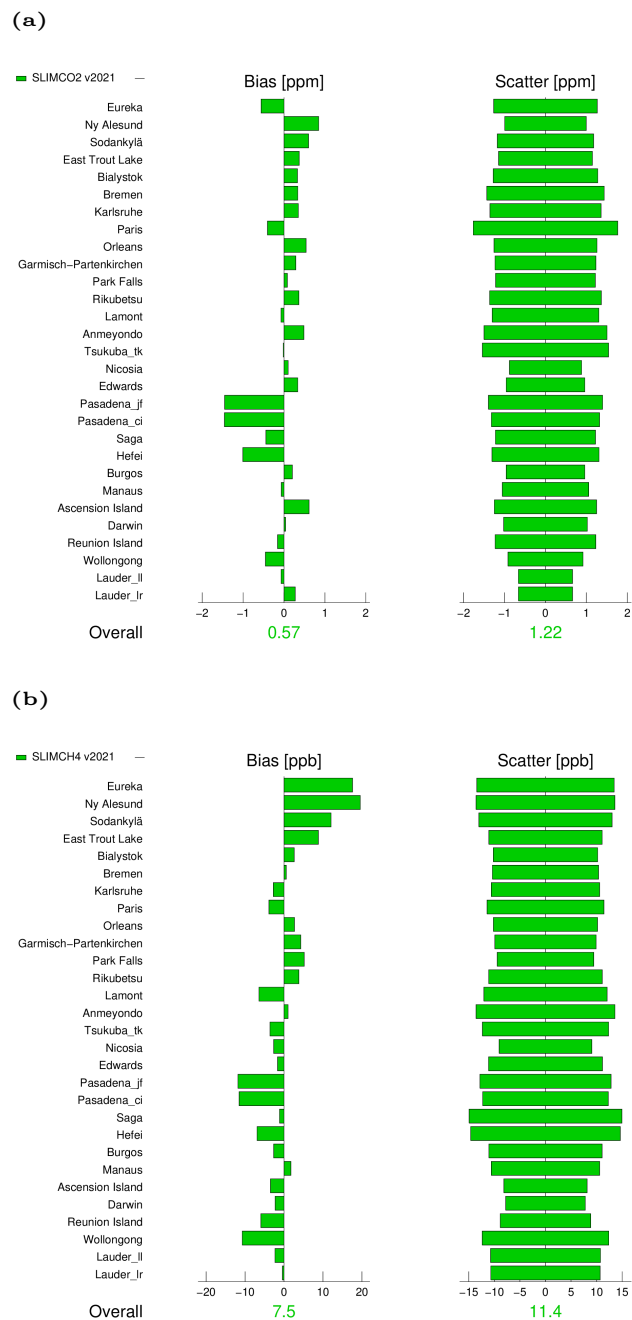 (a)
SLIMCO2 v2021 —
Bias [ppm] Scatter [ppm]
Eureka
Ny Alesund
Sodankylä
East Trout Lake
Bialystok
Bremen
Karlsruhe
Paris
Orleans
Garmisch−Partenkirchen
Park Falls
Rikubetsu
Lamont
Anmeyondo
Tsukuba_tk
Nicosia
Edwards
Pasadena_jf
Pasadena_ci
Saga
Hefei
Burgos
Manaus
Ascension Island
Darwin
Reunion Island
Wollongong
Lauder_ll
Lauder_lr
−2 −1 0 1 2 −2 −1 0 1 2
Overall 0.57 1.22
(b)
SLIMCH4 v2021 —
Bias [ppb] Scatter [ppb]
Eureka
Ny Alesund
Sodankylä
East Trout Lake
Bialystok
Bremen
Karlsruhe
Paris
Orleans
Garmisch−Partenkirchen
Park Falls
Rikubetsu
Lamont
Anmeyondo
Tsukuba_tk
Nicosia
Edwards
Pasadena_jf
Pasadena_ci
Saga
Hefei
Burgos
Manaus
Ascension Island
Darwin
Reunion Island
Wollongong
Lauder_ll
Lauder_lr
−20 −10 0 10 20 −15 −10 −5 0 5 10 15
Overall 7.5 11.4